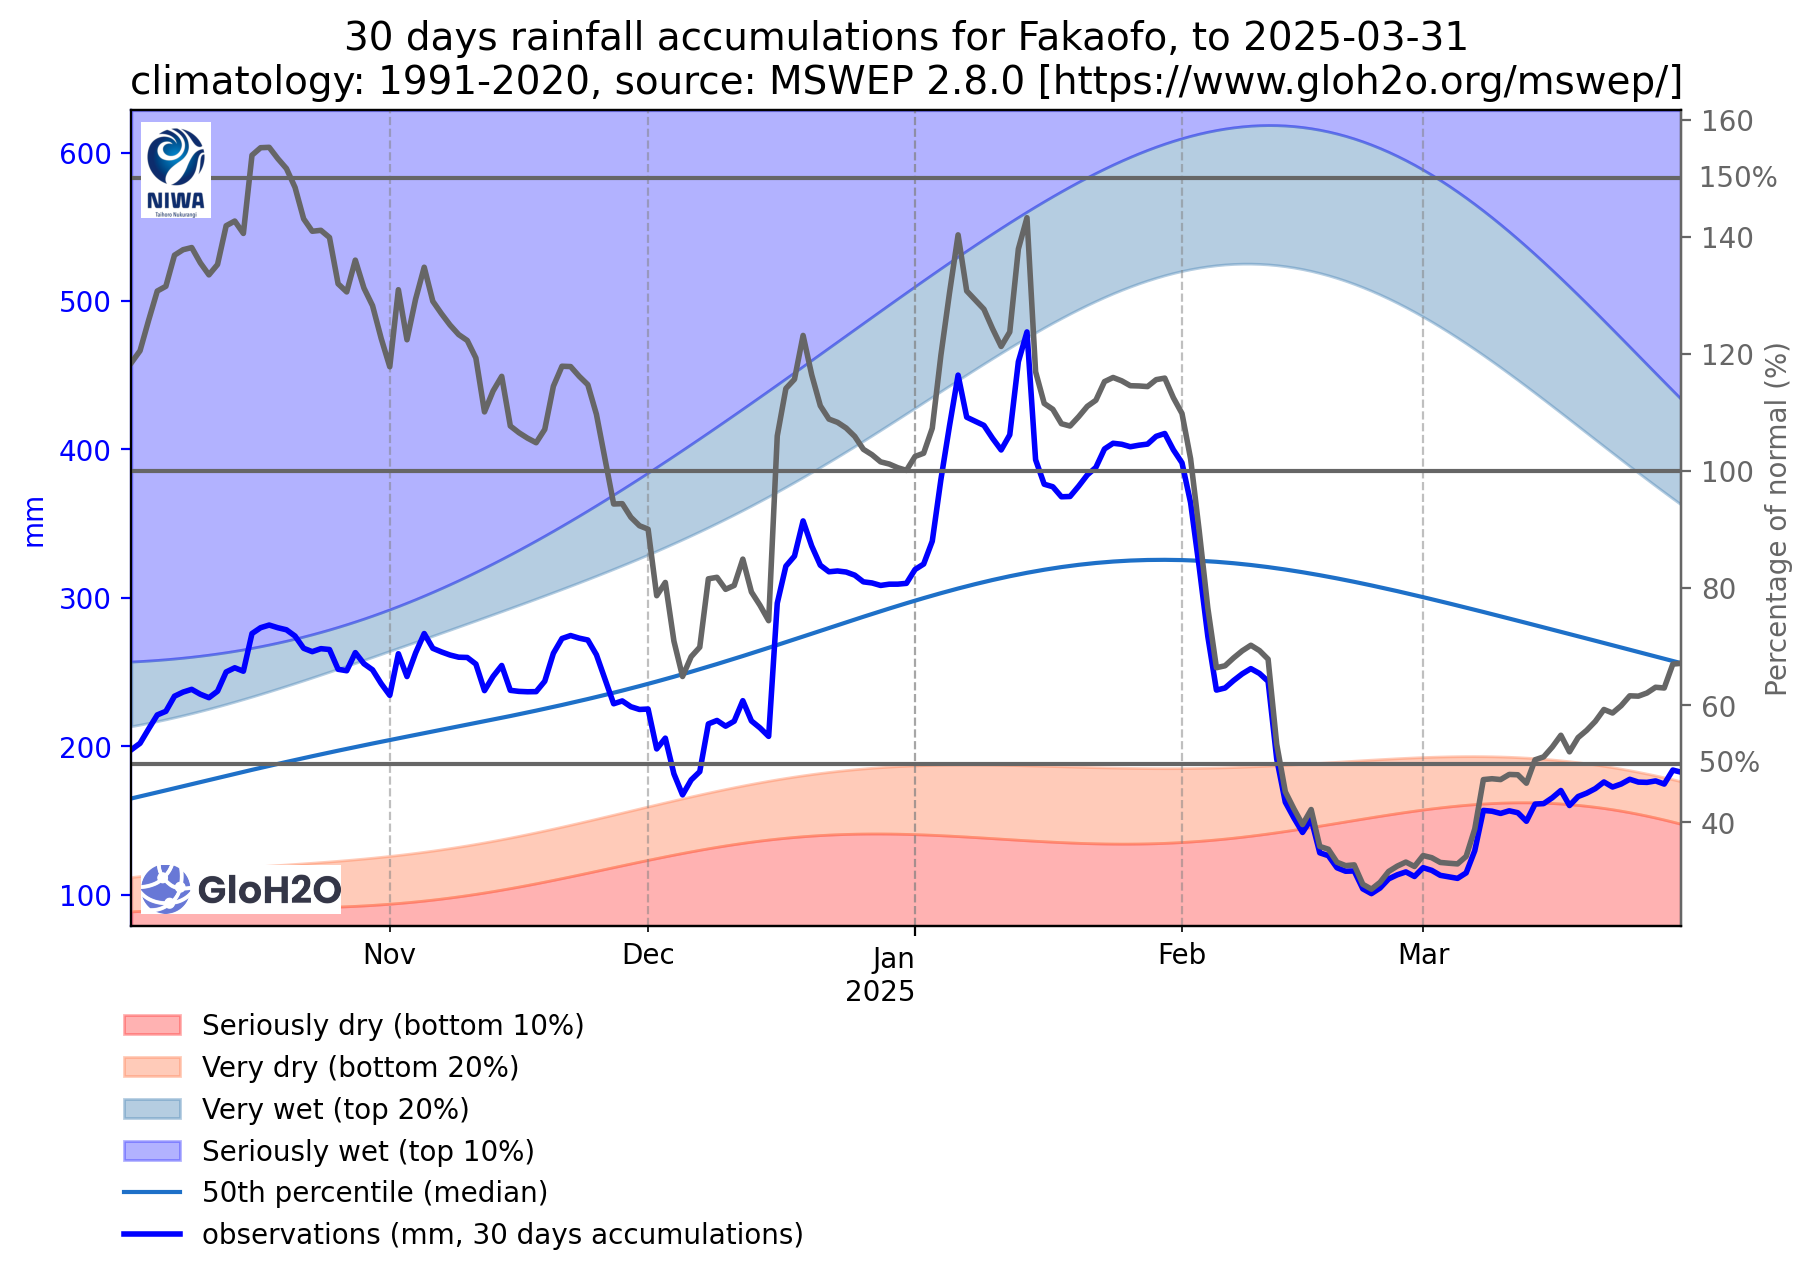 30 days rainfall accumulations for Fakaofo, to 2025-03-31
climatology: 1991-2020, source: MSWEP 2.8.0 [https://www.gloh2o.org/mswep/]
NIWA
Taihoro Nukurangi
600
500
400
300
200
100
mm
160
150%
140
120
100
80
60
50%
40
Percentage of normal (%)
GloH2O
Nov
Dec
Jan
2025
Feb
Mar
Seriously dry (bottom 10%)
Very dry (bottom 20%)
Very wet (top 20%)
Seriously wet (top 10%)
50th percentile (median)
observations (mm, 30 days accumulations)